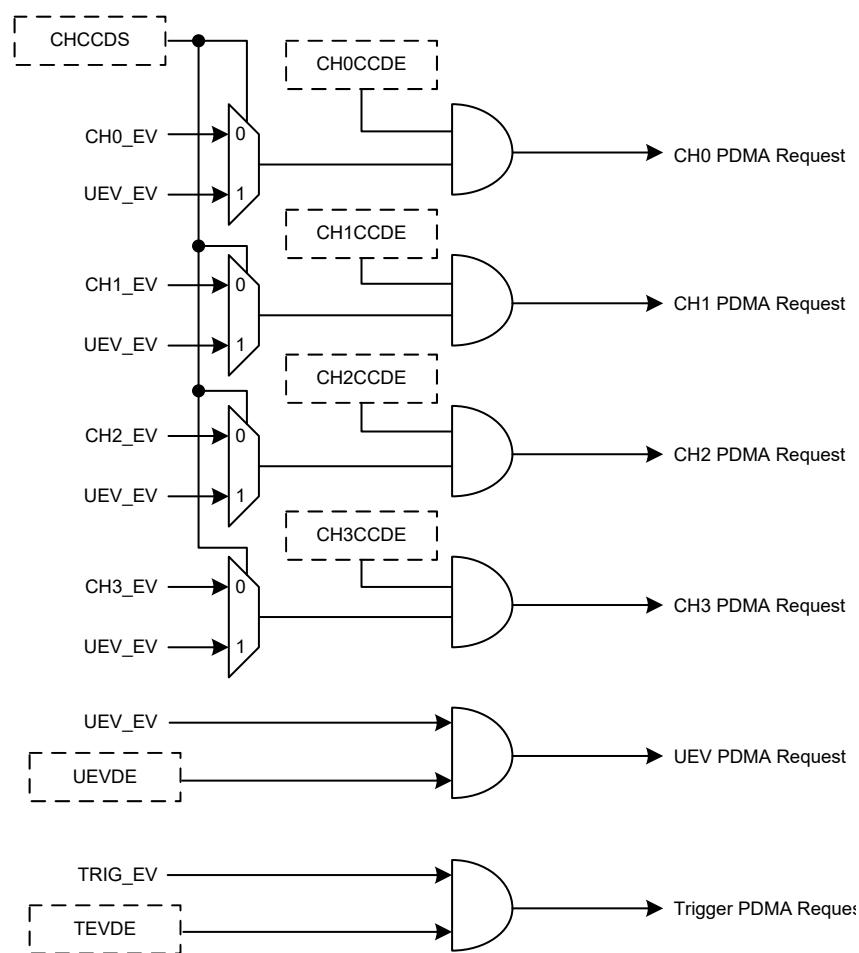 CHCCDS
CH0CCDE
CH0_EV
0
CH0 PDMA Request
UEV_EV
1
CH1CCDE
CH1_EV
0
CH1 PDMA Request
UEV_EV
1
CH2CCDE
CH2_EV
0
CH2 PDMA Request
UEV_EV
1
CH3CCDE
CH3_EV
0
CH3 PDMA Request
UEV_EV
1
UEV_EV
UEV PDMA Request
UEVDE
TRIG_EV
Trigger PDMA Reques
TEVDE